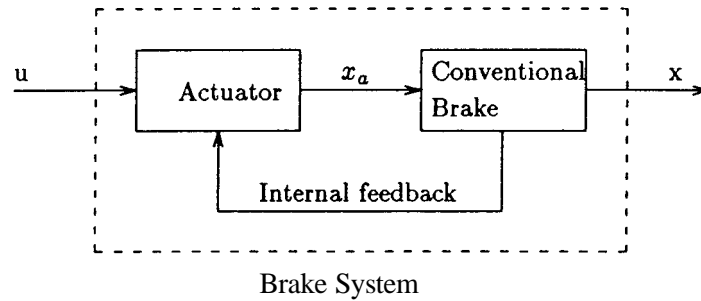 u
Actuator
x_a
Conventional
Brake
x
Internal feedback
Brake System